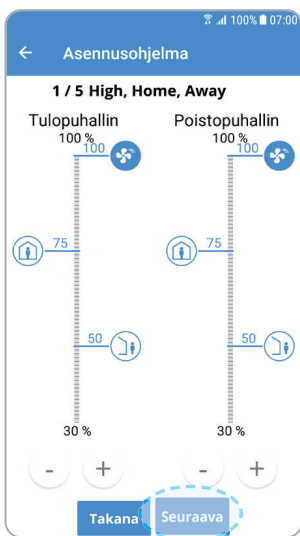 100% 07:00
Asennusohjelma
1 / 5 High, Home, Away
Tulopuhallin Poistopuhallin
100 % 100 %
100 100
75 75
50 50
30 % 30 %
- + - +
Takana Seuraava